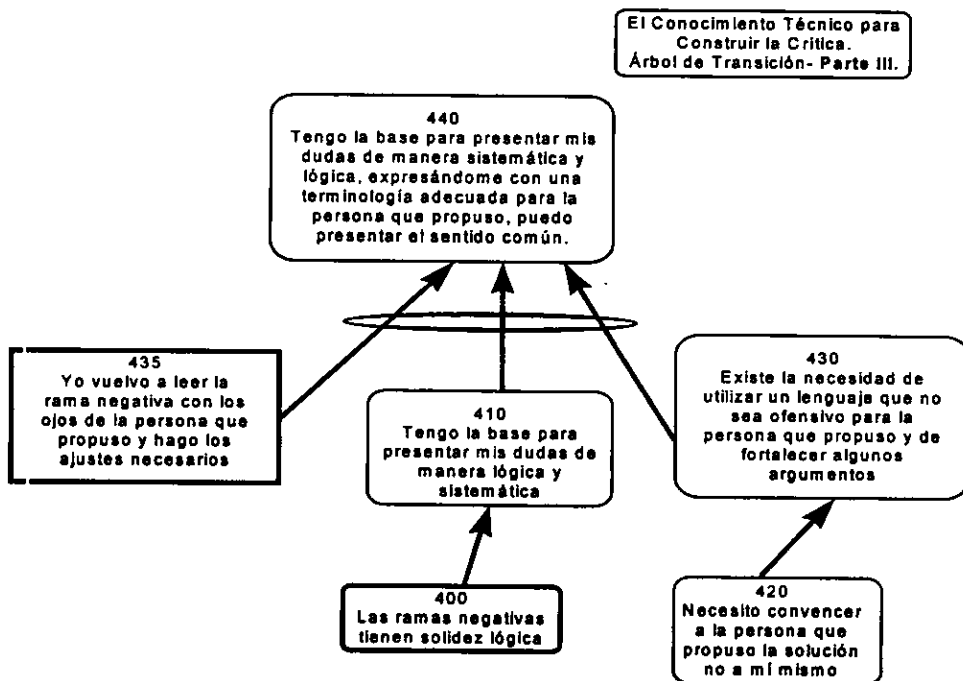 El Conocimiento Técnico para
Construir la Critica.
Árbol de Transición- Parte III.
440
Tengo la base para presentar mis
dudas de manera sistemática y
lógica, expresándome con una
terminología adecuada para la
persona que propuso, puedo
presentar el sentido común.
435
Yo vuelvo a leer la
rama negativa con los
ojos de la persona que
propuso y hago los
ajustes necesarios
410
Tengo la base para
presentar mis dudas de
manera lógica y
sistemática
430
Existe la necesidad de
utilizar un lenguaje que no
sea ofensivo para la
persona que propuso y de
fortalecer algunos
argumentos
400
Las ramas negativas
tienen solidez lógica
420
Necesito convencer
a la persona que
propuso la solución
no a mí mismo